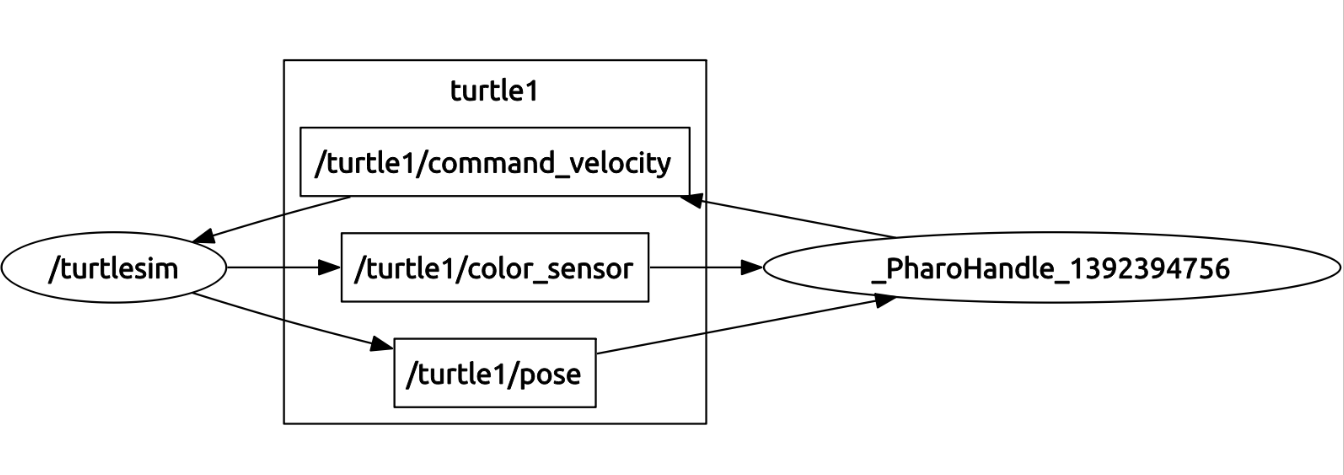 turtle1
/turtle1/command_velocity
/turtlesim
/turtle1/color_sensor
_PharoHandle_1392394756
/turtle1/pose